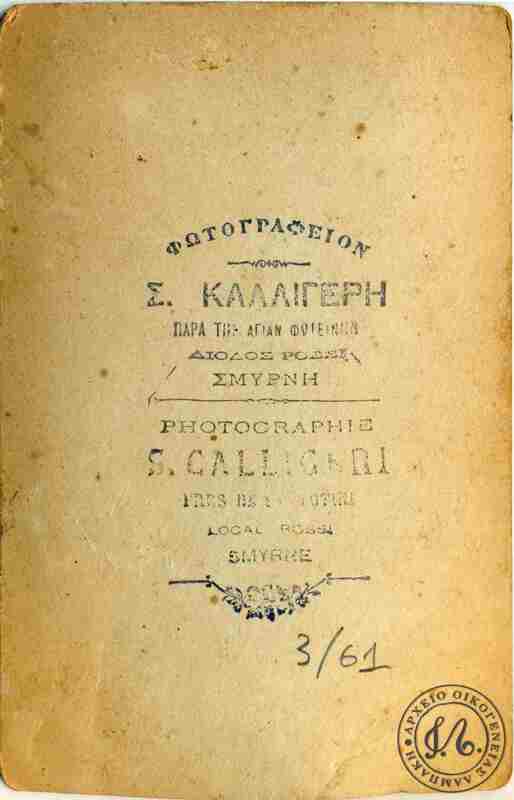 ΦΩΤΟΓΡΑΦΕΙΟΝ
Σ. ΚΑΛΛΙΓΕΡΗ
ΠΑΡΑ ΤΗΝ ΑΓΙΑΝ ΦΩΤΕΙΝΗΝ
ΔΙΟΔΟΣ ΡΟΣΣΙ
ΣΜΥΡΝΗ
PHOTOGRAPHIE
S. CALLIGERI
PRES
LOCAL ROSSI
SMYRNE
3/61
ΑΡΧΕΙΟ ΟΙΚΟΓΕΝΕΙΑΣ ΛΑΜΠΑΚΗ